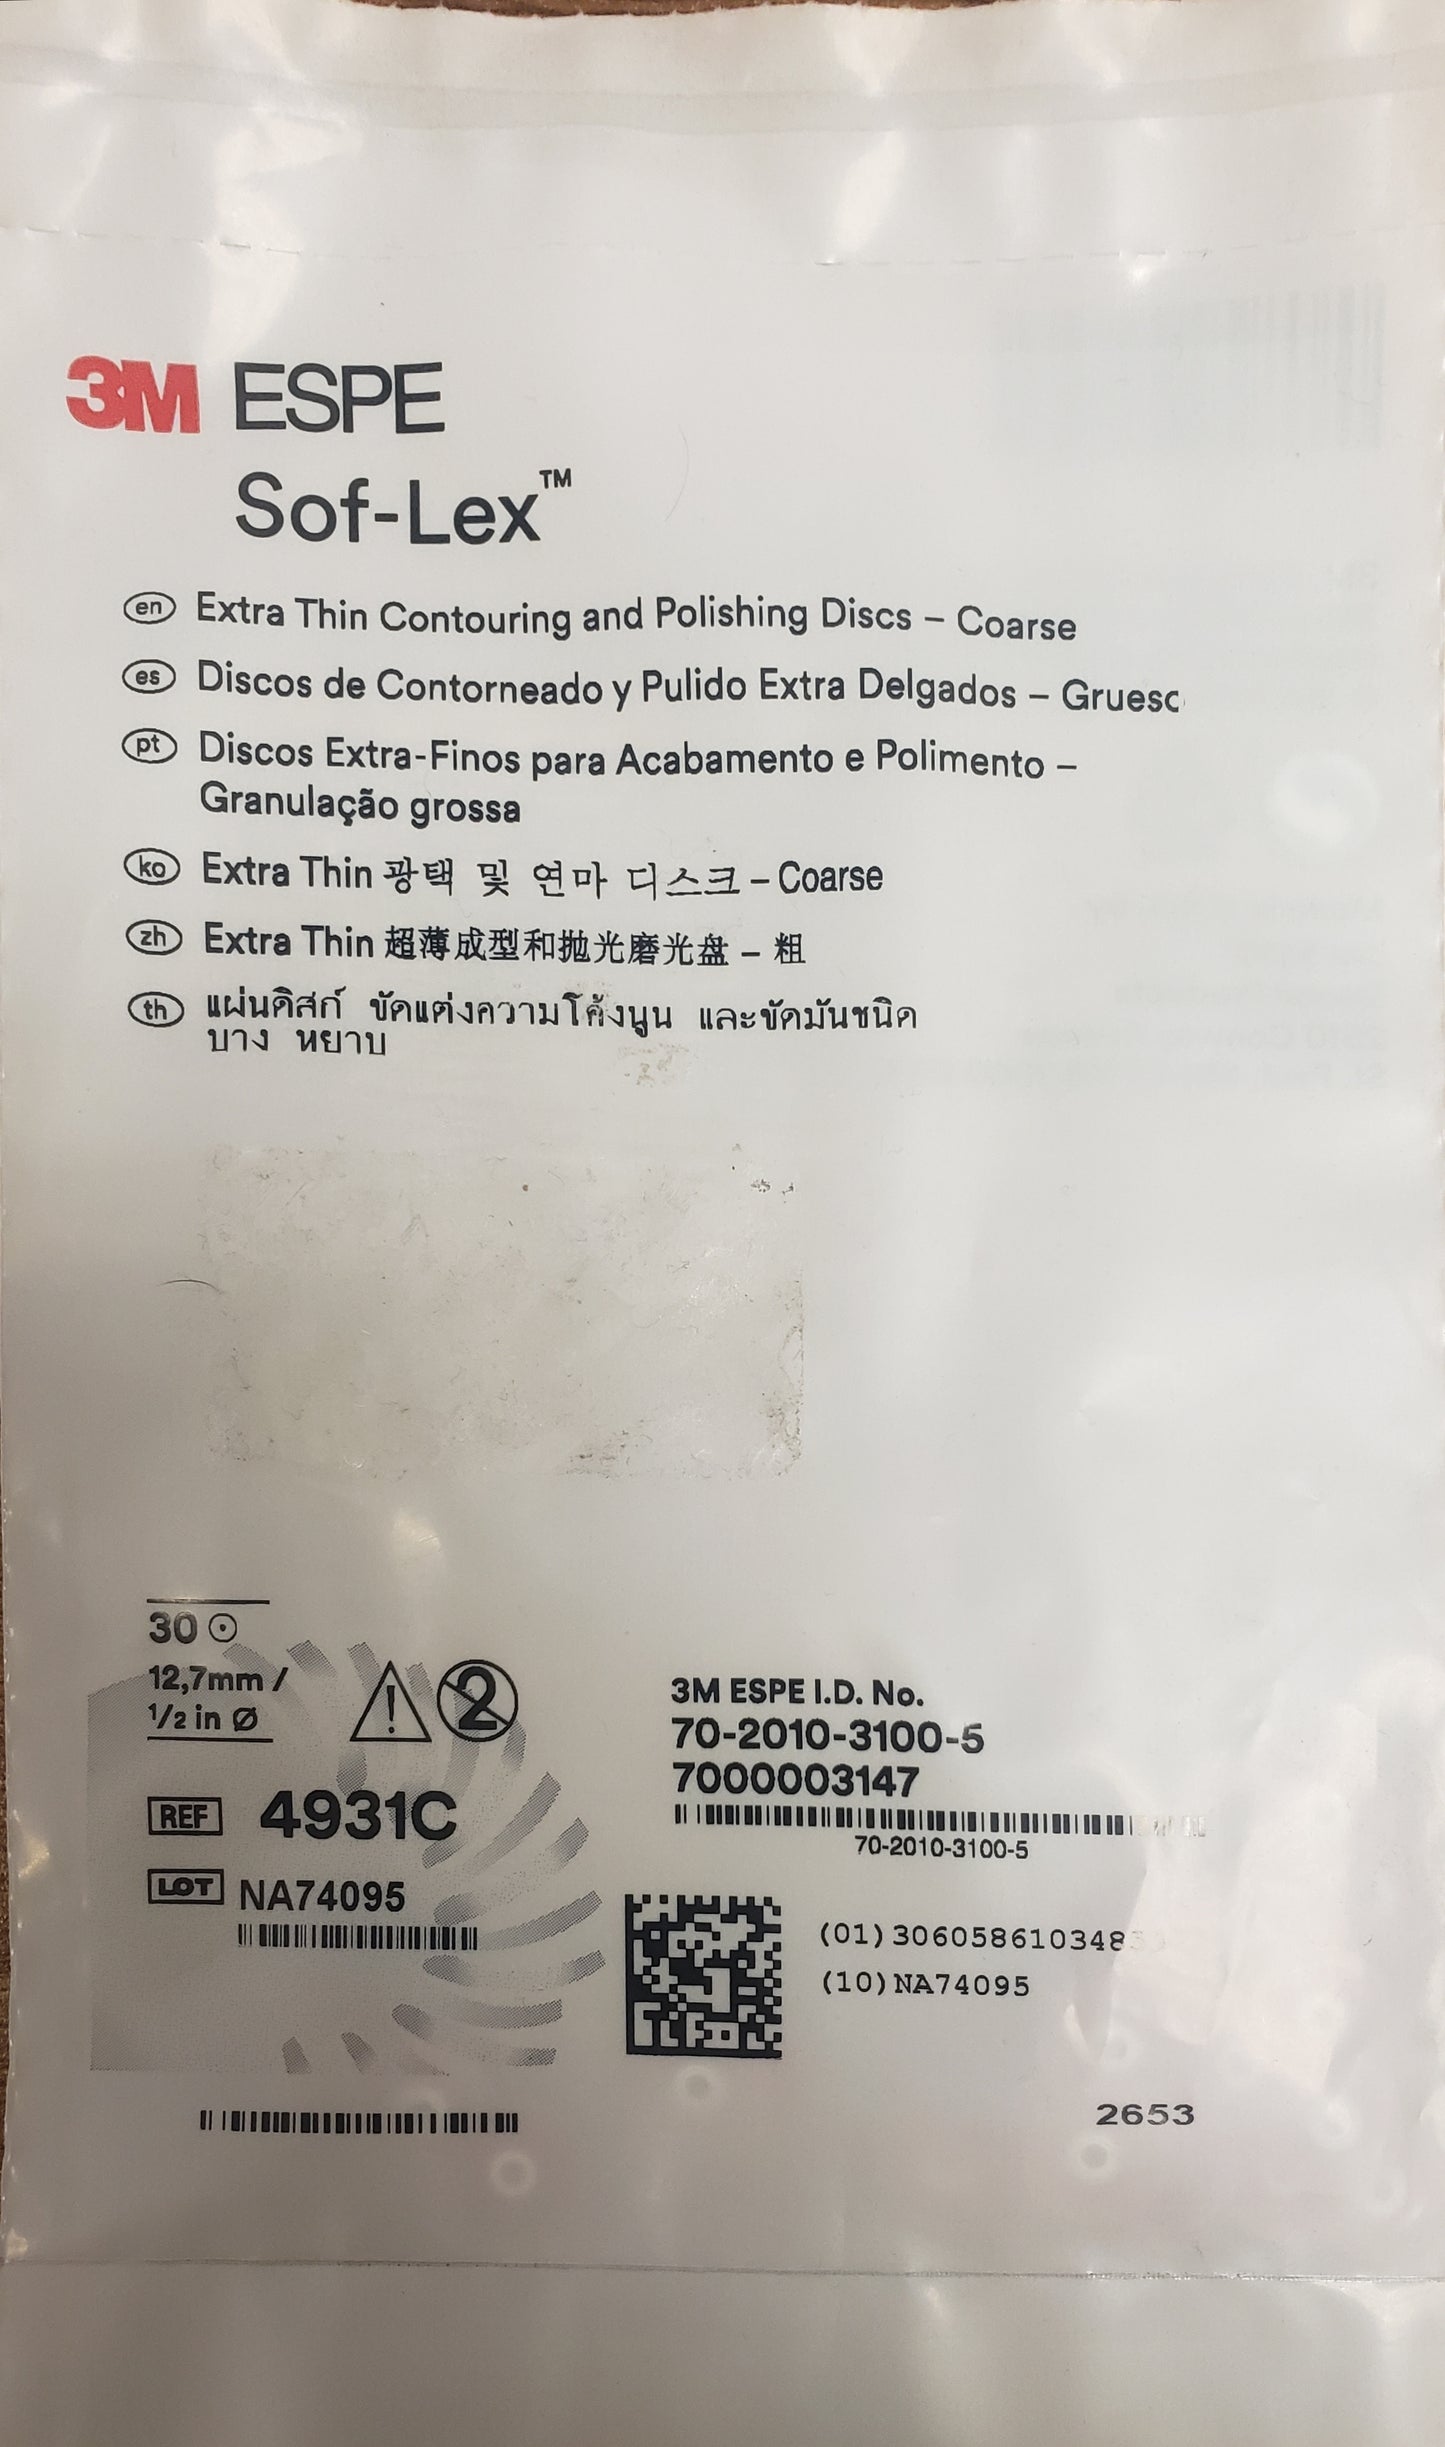 3M ESPE
Sof-Lex™
en Extra Thin Contouring and Polishing Discs – Coarse
es Discos de Contorneado y Pulido Extra Delgados – Grueso
pt Discos Extra-Finos para Acabamento e Polimento –
Granulação grossa
ko Extra Thin 광택 및 연마 디스크 – Coarse
zh Extra Thin 超薄成型和抛光磨光盘 – 粗
th แผ่นดิสก์ ขัดแต่งความโค้งนูน และขัดมันชนิด
บาง หยาบ
30
12,7mm /
1/2 in Ø
2
REF 4931C
LOT NA74095
3M ESPE I.D. No.
70-2010-3100-5
7000003147
70-2010-3100-5
(01)
(10)NA74095
2653